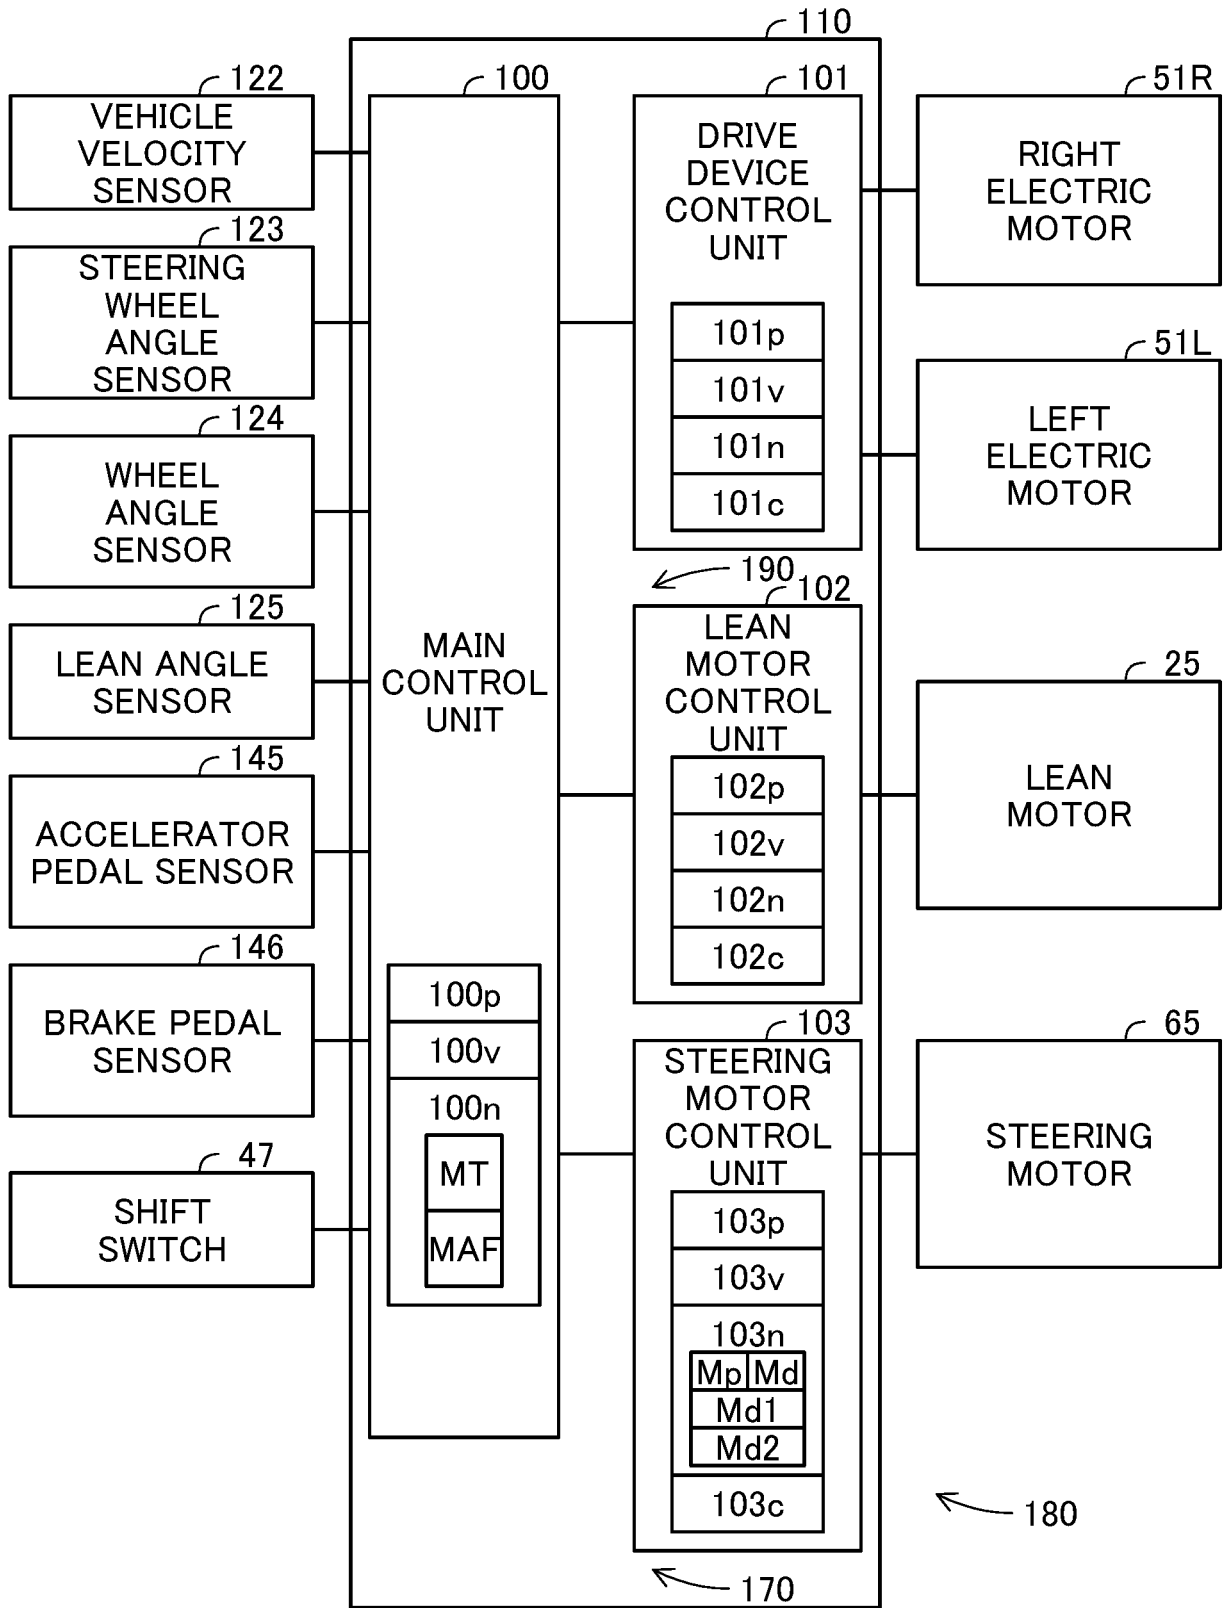 110
122
VEHICLE
VELOCITY
SENSOR
123
STEERING
WHEEL
ANGLE
SENSOR
124
WHEEL
ANGLE
SENSOR
125
LEAN ANGLE
SENSOR
145
ACCELERATOR
PEDAL SENSOR
146
BRAKE PEDAL
SENSOR
47
SHIFT
SWITCH
100
MAIN
CONTROL
UNIT
100p
100v
100n
MT
MAF
101
DRIVE
DEVICE
CONTROL
UNIT
101p
101v
101n
101c
190
102
LEAN
MOTOR
CONTROL
UNIT
102p
102v
102n
102c
103
STEERING
MOTOR
CONTROL
UNIT
103p
103v
103n
Mp Md
Md1
Md2
103c
170
51R
RIGHT
ELECTRIC
MOTOR
51L
LEFT
ELECTRIC
MOTOR
25
LEAN
MOTOR
65
STEERING
MOTOR
180